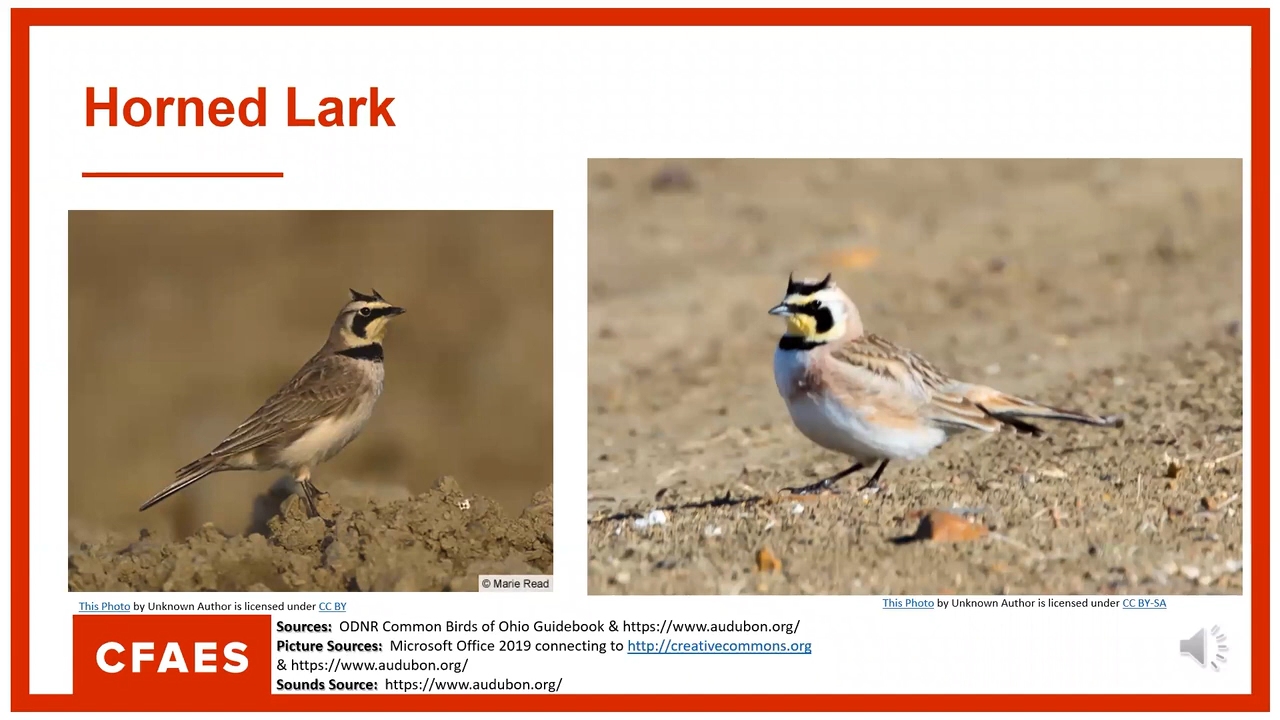 Horned Lark
© Marie Read
This Photo by Unknown Author is licensed under CC BY
This Photo by Unknown Author is licensed under CC BY-SA
CFAES
Sources: ODNR Common Birds of Ohio Guidebook & https://www.audubon.org/
Picture Sources: Microsoft Office 2019 connecting to http://creativecommons.org
& https://www.audubon.org/
Sounds Source: https://www.audubon.org/